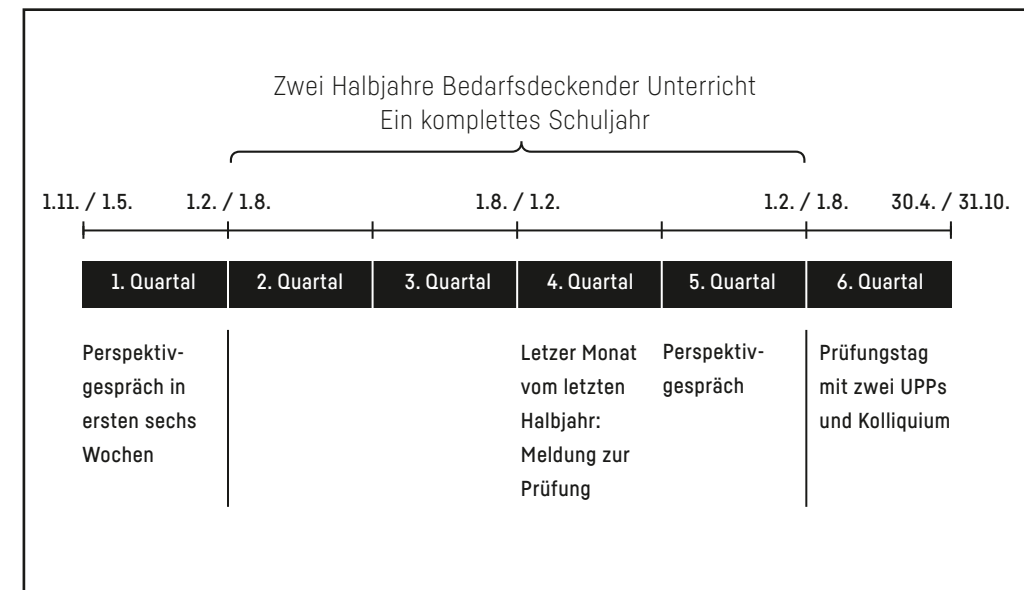 Zwei Halbjahre Bedarfsdeckender Unterricht
Ein komplettes Schuljahr
1.11. / 1.5. 1.2. / 1.8. 1.8. / 1.2. 1.2. / 1.8. 30.4. / 31.10.
1. Quartal 2. Quartal 3. Quartal 4. Quartal 5. Quartal 6. Quartal
Perspektiv-
gespräch in
ersten sechs
Wochen
Letzer Monat
vom letzten
Halbjahr:
Meldung zur
Prüfung
Perspektiv-
gespräch
Prüfungstag
mit zwei UPPs
und Kolliquium